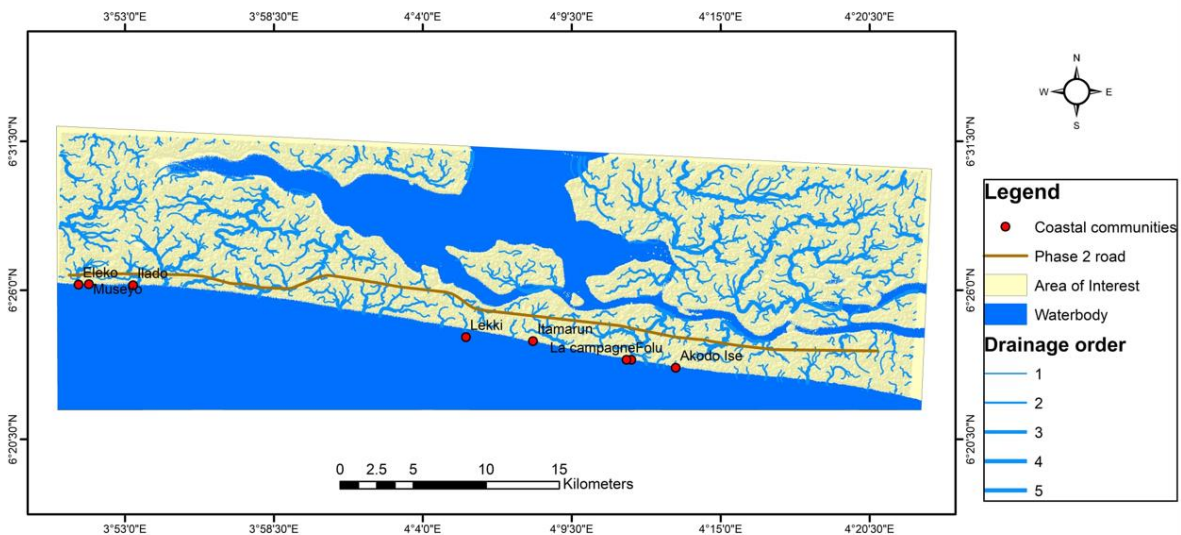 3°53'0"E 3°58'30"E 4°4'0"E 4°9'30"E 4°15'0"E 4°20'30"E
N
W E
S
6°31'30"N 6°31'30"N
Legend
Coastal communities
Phase 2 road
Area of Interest
Waterbody
Drainage order
1
2
3
4
5
6°26'0"N 6°26'0"N
Eleko Ilado
Museyo
Lekki Itamarun
La campagne Folu Akodo Ise
6°20'30"N 6°20'30"N
0 2.5 5 10 15
Kilometers
3°53'0"E 3°58'30"E 4°4'0"E 4°9'30"E 4°15'0"E 4°20'30"E